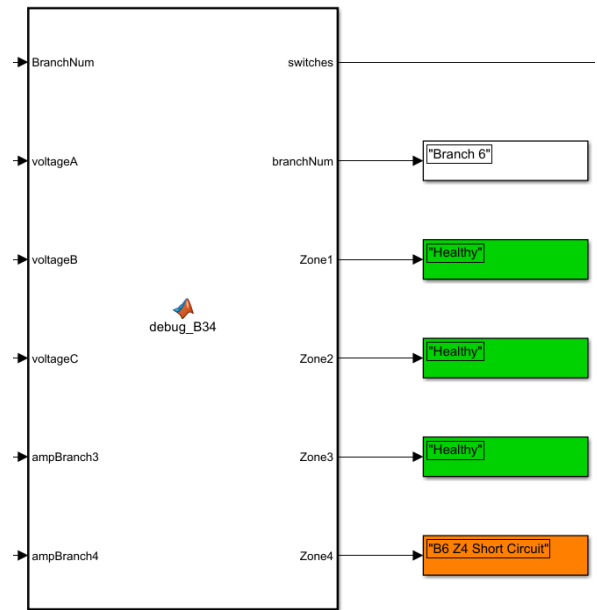 BranchNum
switches
voltageA
branchNum
"Branch 6"
voltageB
Zone1
"Healthy"
debug_B34
voltageC
Zone2
"Healthy"
ampBranch3
Zone3
"Healthy"
ampBranch4
Zone4
"B6 Z4 Short Circuit"